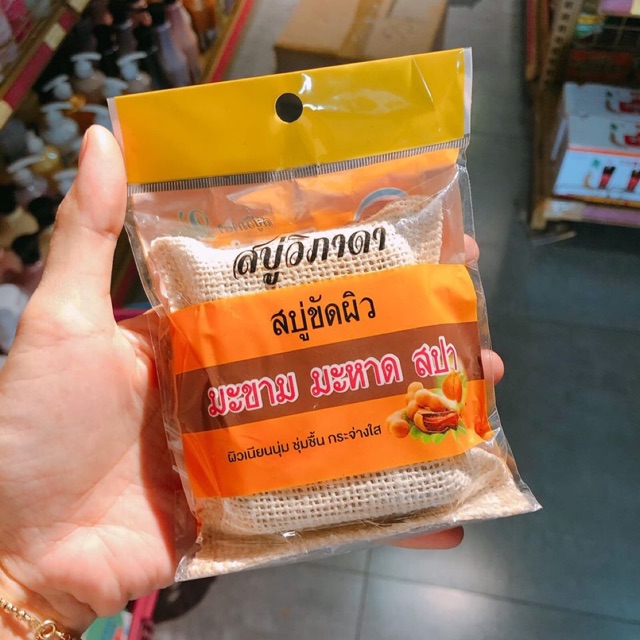 สบู่วิภาดา
สบู่ขัดผิว
มะขาม มะหาด สปา
ผิวเนียนนุ่ม ชุ่มชื้น กระจ่างใส